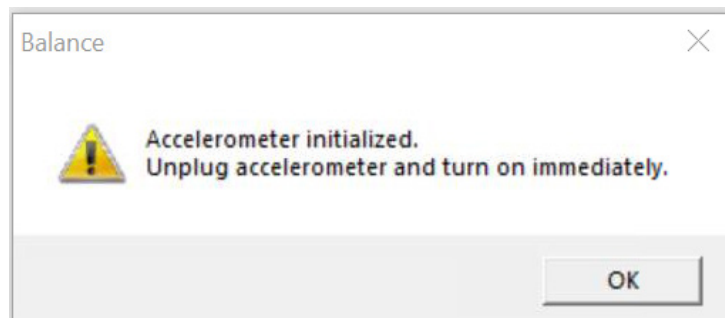 Balance
Accelerometer initialized.
Unplug accelerometer and turn on immediately.
OK